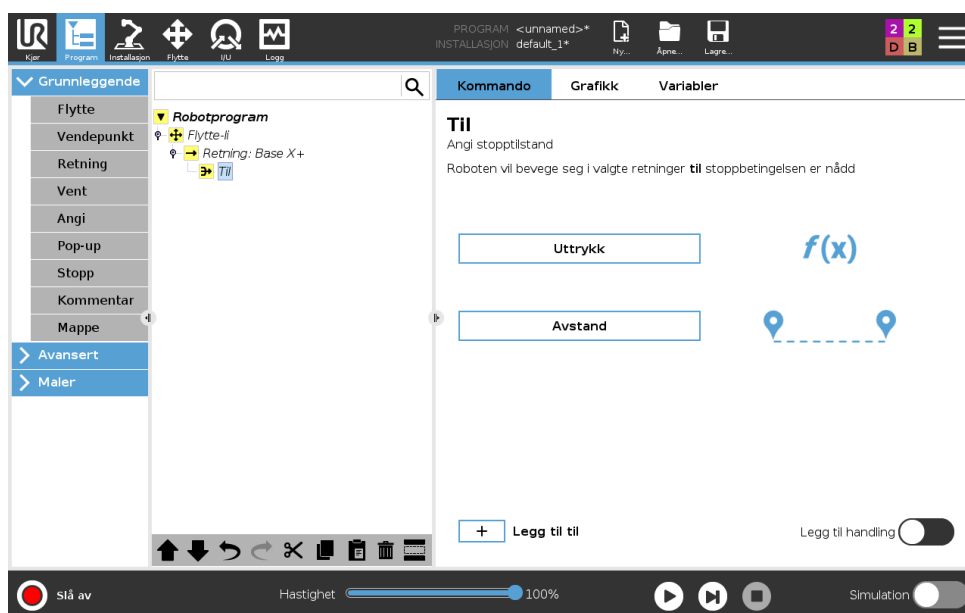 PROGRAM <unnamed>*
INSTALLASJON default_1*
UR
Kjør
Program
Installasjon
Flytte
I/U
Logg
Ny...
Åpne...
Lagre...
2 2
D B
Grunnleggende
Flytte
Vendepunkt
Retning
Vent
Angi
Pop-up
Stopp
Kommentar
Mappe
Avansert
Maler
Robotprogram
Flytte-li
Retning: Base X+
Til
Kommando
Grafikk
Variabler
Til
Angi stopptilstand
Roboten vil bevege seg i valgte retninger til stoppbetingelsen er nådd
Uttrykk
f(x)
Avstand
+ Legg til til
Legg til handling
Slå av
Hastighet
100%
Simulation